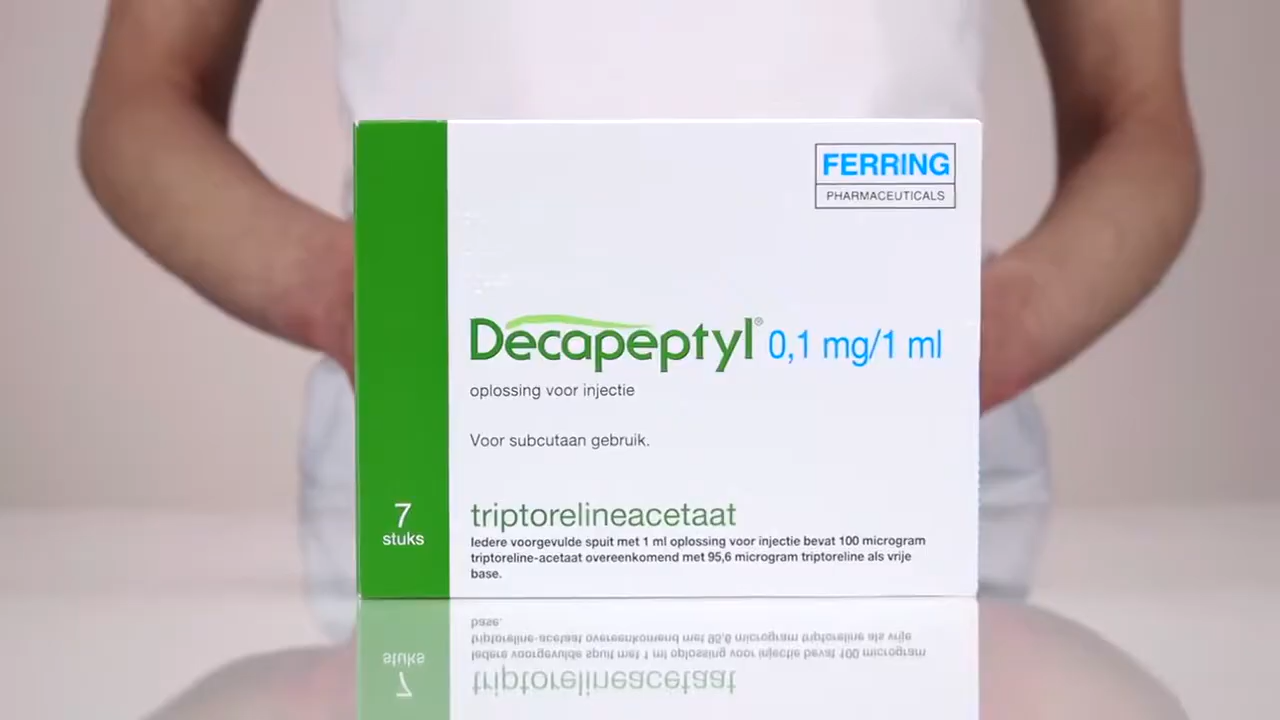 FERRING
PHARMACEUTICALS
Decapeptyl® 0,1 mg/1 ml
oplossing voor injectie
Voor subcutaan gebruik.
7
stuks
triptorelineacetaat
Iedere voorgevulde spuit met 1 ml oplossing voor injectie bevat 100 microgram
triptoreline-acetaat overeenkomend met 95,6 microgram triptoreline als vrije
base.